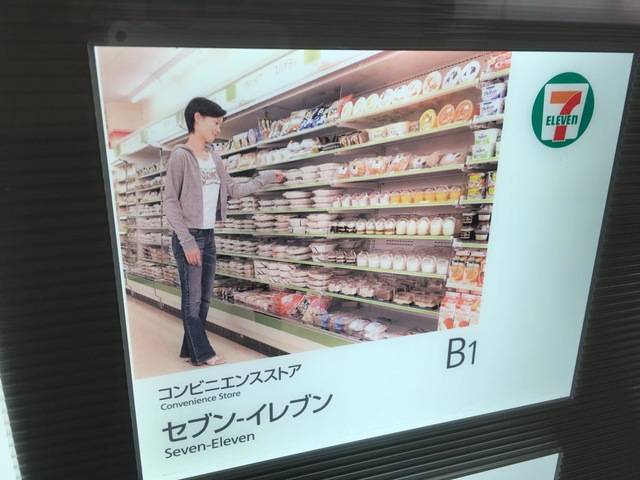 7
ELEVEN
B1
コンビニエンスストア
Convenience Store
セブン-イレブン
Seven-Eleven